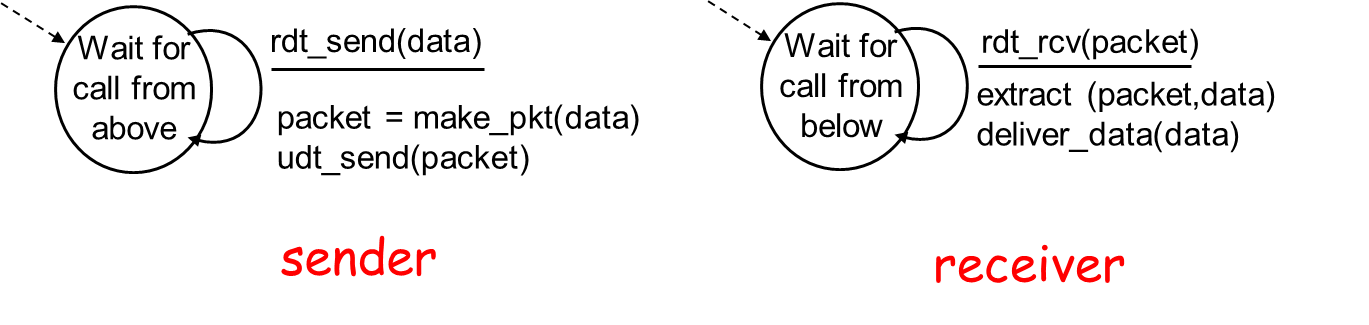 Wait for
call from
above
rdt_send(data)
packet = make_pkt(data)
udt_send(packet)
sender
Wait for
call from
below
rdt_rcv(packet)
extract (packet,data)
deliver_data(data)
receiver